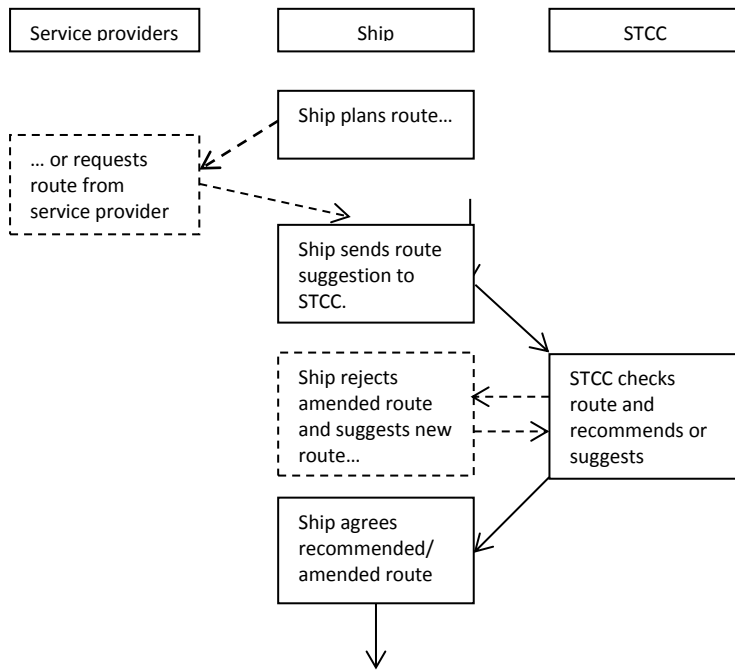 Service providers
Ship
STCC
Ship plans route…
… or requests
route from
service provider
Ship sends route
suggestion to
STCC.
Ship rejects
amended route
and suggests new
route…
STCC checks
route and
recommends or
suggests
Ship agrees
recommended/
amended route